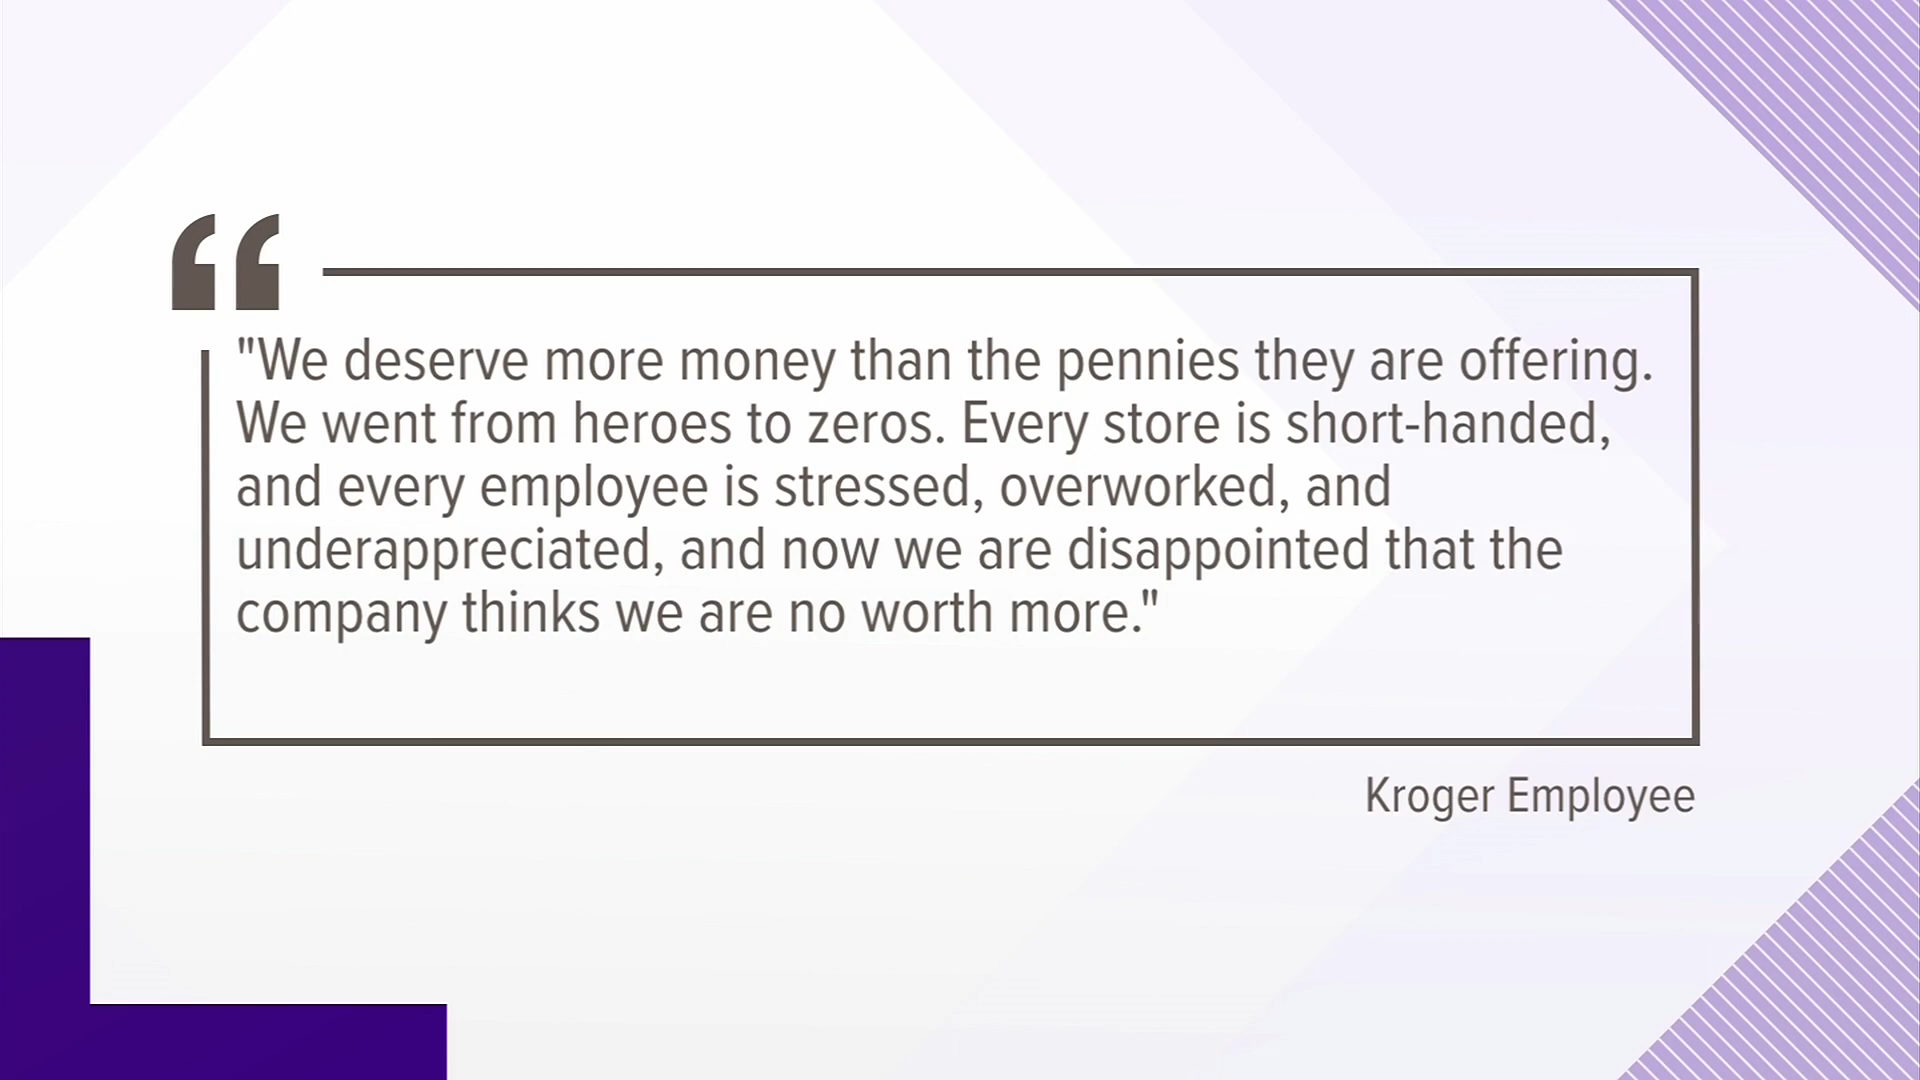 "We deserve more money than the pennies they are offering.
We went from heroes to zeros. Every store is short-handed,
and every employee is stressed, overworked, and
underappreciated, and now we are disappointed that the
company thinks we are no worth more."
Kroger Employee